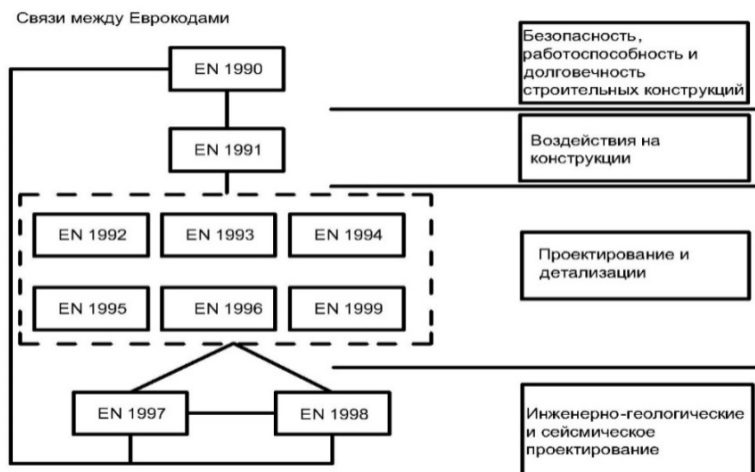 Связи между Еврокодами
EN 1990
Безопасность,
работоспособность и
долговечность
строительных конструкций
EN 1991
Воздействия на
конструкции
EN 1992 EN 1993 EN 1994
EN 1995 EN 1996 EN 1999
Проектирование и
детализации
EN 1997 EN 1998
Инженерно-геологические
и сейсмическое
проектирование